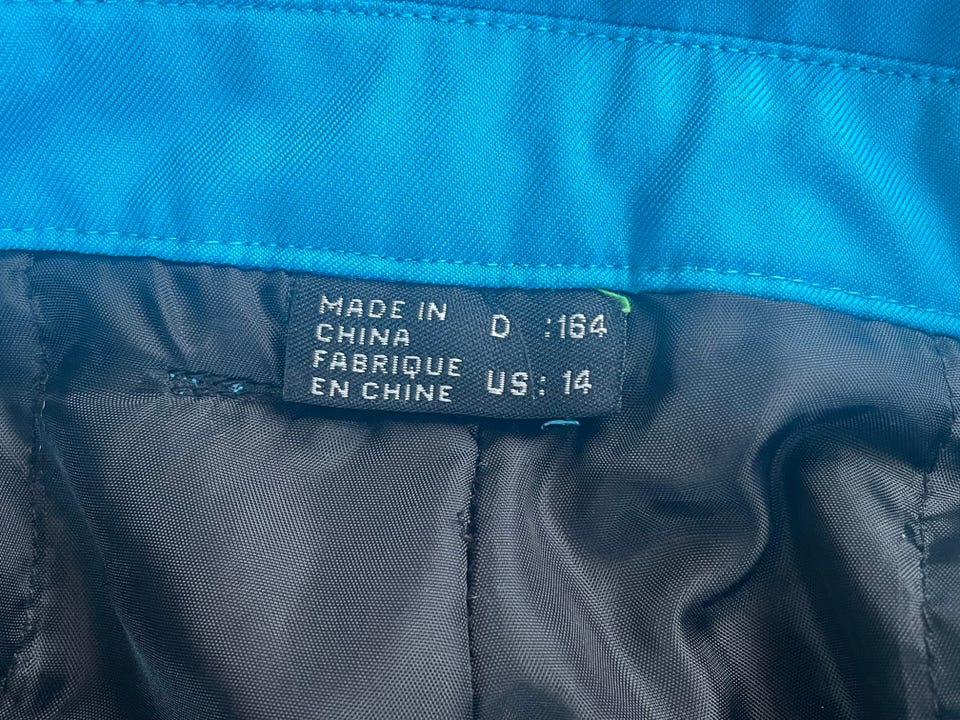 MADE IN
CHINA
FABRIQUE
EN CHINE
D :164
US: 14